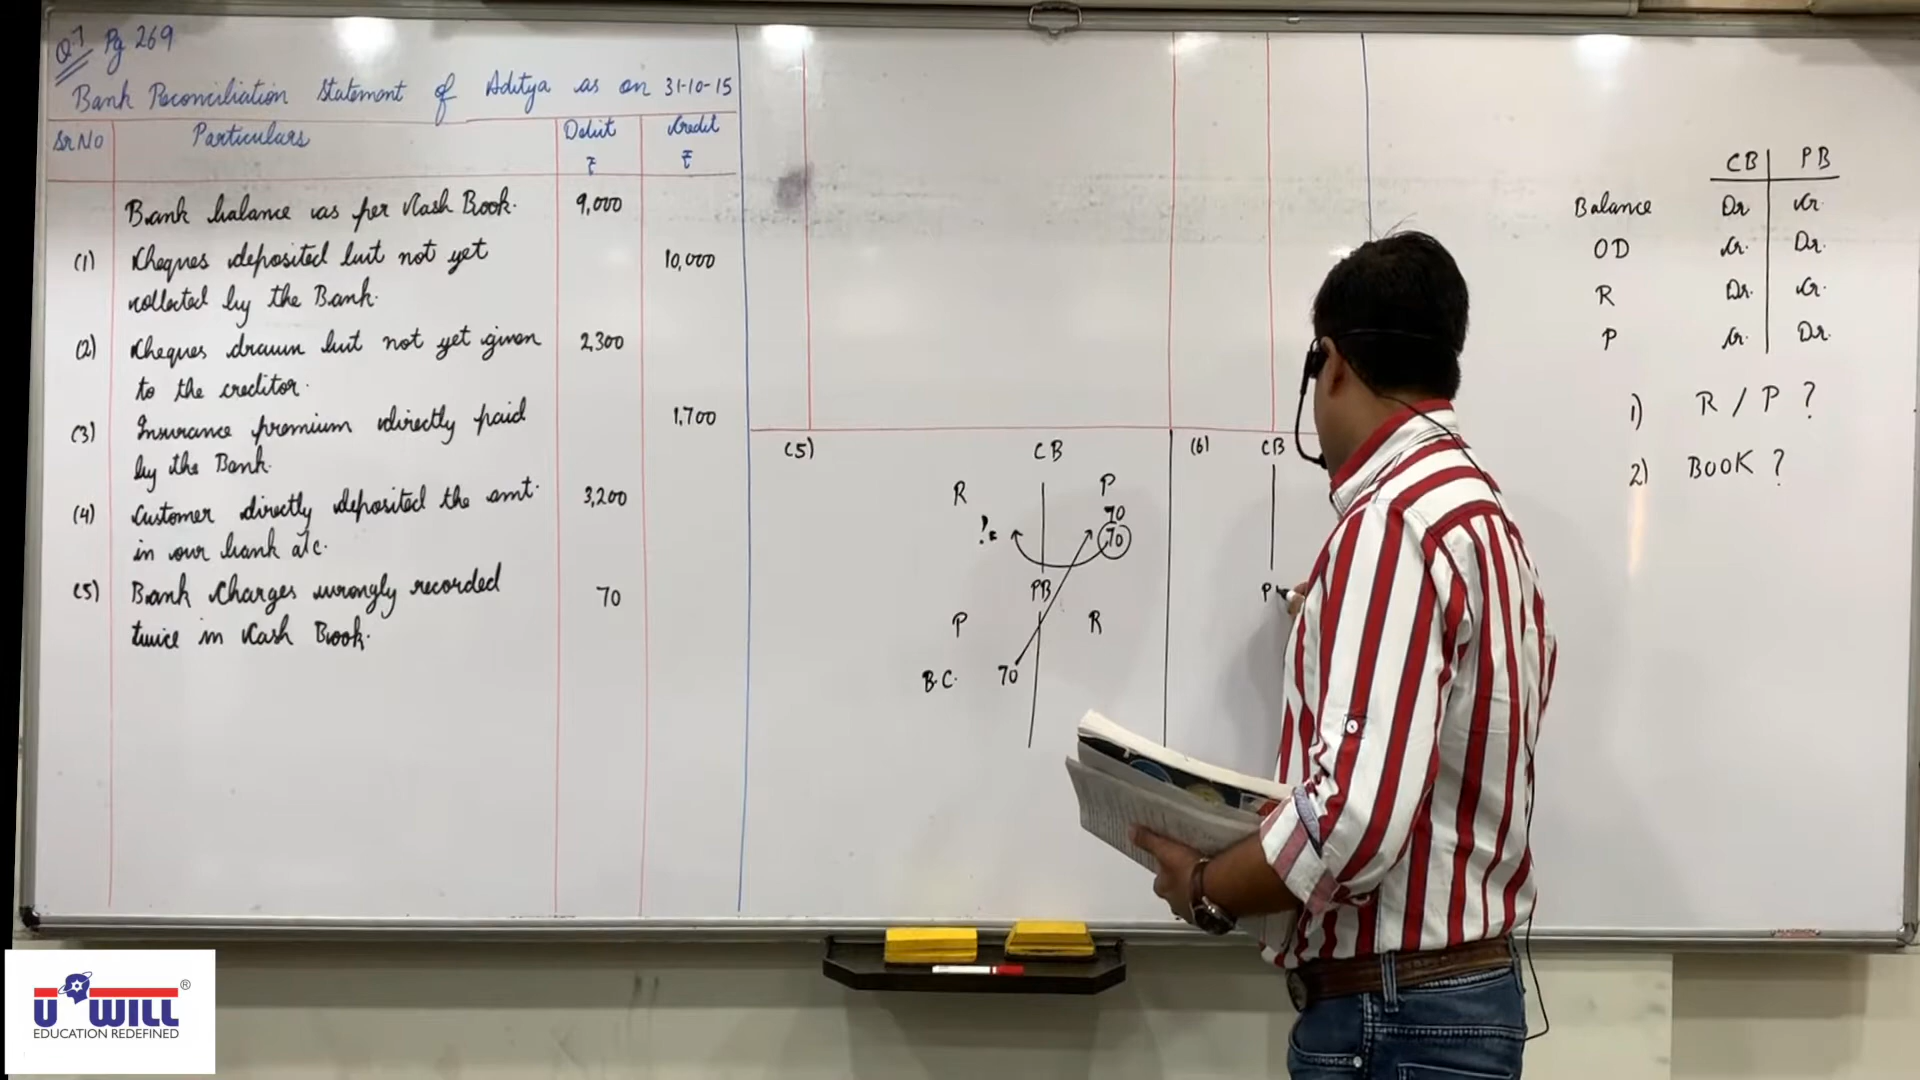 Q.7 Pg 269
Bank Reconciliation Statement of Aditya as on 31-10-15
Sr No Particulars Debit ₹ Credit ₹
Bank balance as per Cash Book. 9,000
(1) Cheques deposited but not yet 10,000
collected by the Bank.
(2) Cheques drawn but not yet given 2,300
to the creditor.
(3) Insurance premium directly paid 1,700
by the Bank.
(4) Customer directly deposited the amt. 3,200
in our bank a/c.
(5) Bank Charges wrongly recorded 70
twice in Cash Book.
(5) CB
R P
70
70
PB
P R
B.C. 70
(6) CB
CB PB
Balance Dr Cr.
OD Cr. Dr.
R Dr. Cr.
P Cr. Dr.
1) R / P ?
2) BOOK ?
U WILL ®
EDUCATION REDEFINED